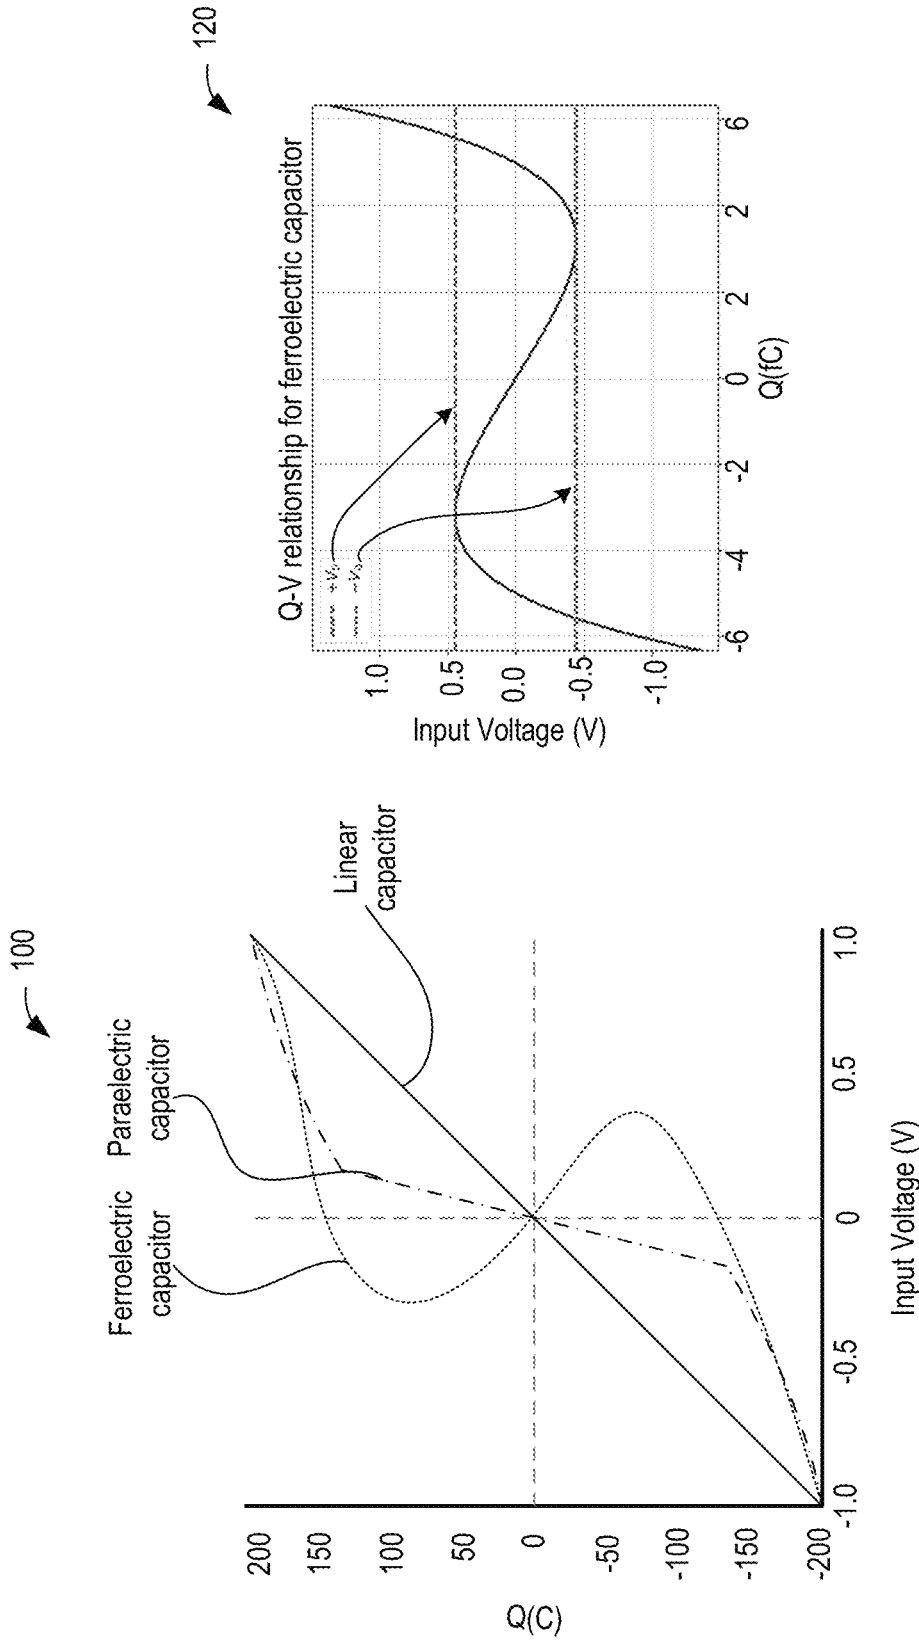 100
Ferroelectric
capacitor
Paraelectric
capacitor
Linear
capacitor
Q(C)
200
150
100
50
0
-50
-100
-150
-200
-1.0
-0.5
0
0.5
1.0
Input Voltage (V)
120
Q-V relationship for ferroelectric capacitor
Input Voltage (V)
1.0
0.5
0.0
-0.5
-1.0
-6
-4
-2
0
2
2
6
Q(fC)